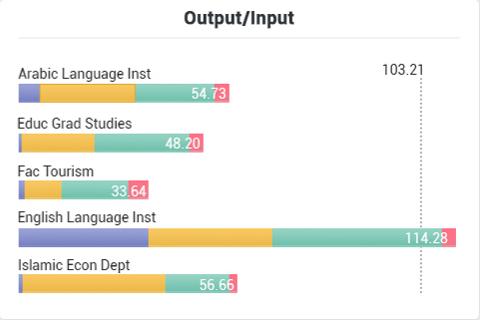 Output/Input
103.21
Arabic Language Inst
54.73
Educ Grad Studies
48.20
Fac Tourism
33.64
English Language Inst
114.28
Islamic Econ Dept
56.66